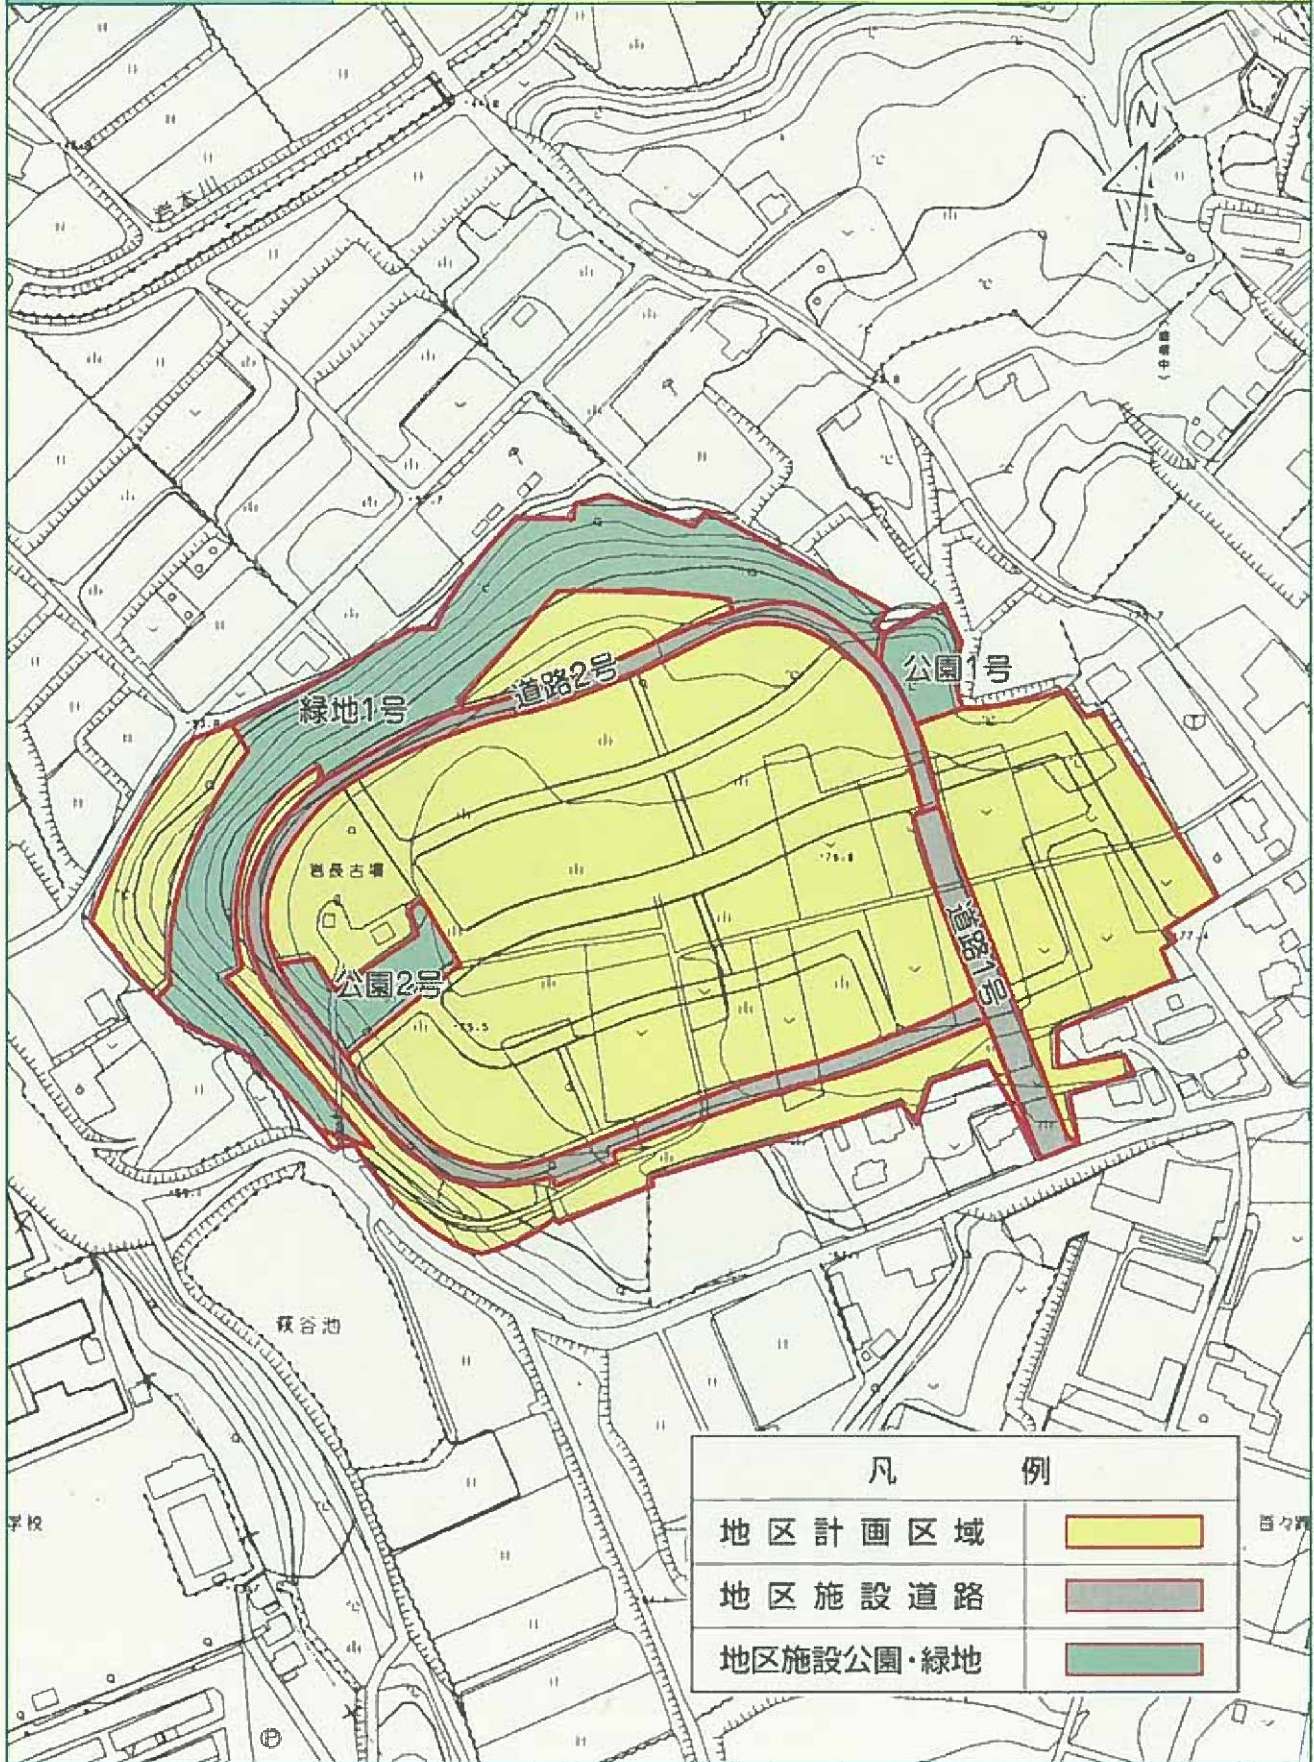 岩本川
N
公園1号
道路2号
緑地1号
岩長古墳
公園2号
道路1号
萩谷池
学校
凡 例
地区計画区域
地区施設道路
地区施設公園・緑地
P